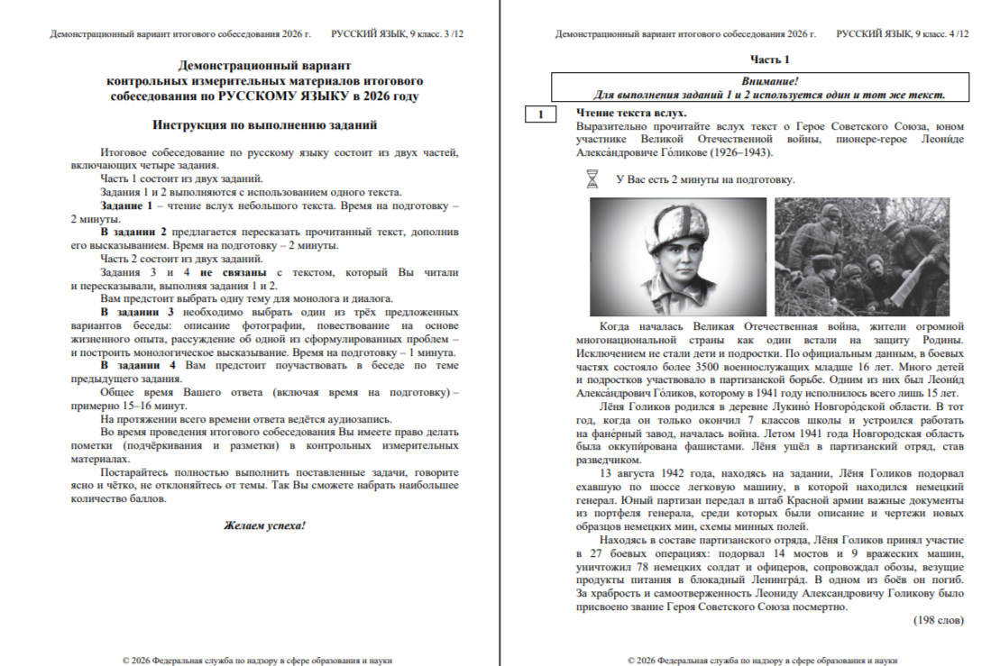 Демонстрационный вариант итогового собеседования 2026 г. РУССКИЙ ЯЗЫК, 9 класс. 3 /12
Демонстрационный вариант
контрольных измерительных материалов итогового
собеседования по РУССКОМУ ЯЗЫКУ в 2026 году
Инструкция по выполнению заданий
Итоговое собеседование по русскому языку состоит из двух частей,
включающих четыре задания.
Часть 1 состоит из двух заданий.
Задания 1 и 2 выполняются с использованием одного текста.
Задание 1 – чтение вслух небольшого текста. Время на подготовку –
2 минуты.
В задании 2 предлагается пересказать прочитанный текст, дополнив
его высказыванием. Время на подготовку – 2 минуты.
Часть 2 состоит из двух заданий.
Задания 3 и 4 не связаны с текстом, который Вы читали
и пересказывали, выполняя задания 1 и 2.
Вам предстоит выбрать одну тему для монолога и диалога.
В задании 3 необходимо выбрать один из трёх предложенных
вариантов беседы: описание фотографии, повествование на основе
жизненного опыта, рассуждение об одной из сформулированных проблем –
и построить монологическое высказывание. Время на подготовку – 1 минута.
В задании 4 Вам предстоит поучаствовать в беседе по теме
предыдущего задания.
Общее время Вашего ответа (включая время на подготовку) –
примерно 15–16 минут.
На протяжении всего времени ответа ведётся аудиозапись.
Во время проведения итогового собеседования Вы имеете право делать
пометки (подчёркивания и разметки) в контрольных измерительных
материалах.
Постарайтесь полностью выполнить поставленные задачи, говорите
ясно и чётко, не отклоняйтесь от темы. Так Вы сможете набрать наибольшее
количество баллов.
Желаем успеха!
© 2026 Федеральная служба по надзору в сфере образования и науки
Демонстрационный вариант итогового собеседования 2026 г. РУССКИЙ ЯЗЫК, 9 класс. 4 /12
Часть 1
Внимание!
Для выполнения заданий 1 и 2 используется один и тот же текст.
1
Чтение текста вслух.
Выразительно прочитайте вслух текст о Герое Советского Союза, юном
участнике Великой Отечественной войны, пионере-герое Леони́де
Алекса́ндровиче Го́ликове (1926–1943).
У Вас есть 2 минуты на подготовку.
Когда началась Великая Отечественная война, жители огромной
многонациональной страны как один встали на защиту Родины.
Исключением не стали дети и подростки. По официальным данным, в боевых
частях состояло более 3500 военнослужащих младше 16 лет. Много детей
и подростков участвовало в партизанской борьбе. Одним из них был Леони́д
Алекса́ндрович Го́ликов, которому в 1941 году исполнилось всего лишь 15 лет.
Лёня Голиков родился в деревне Лукино́ Новгоро́дской области. В тот
год, когда он только окончил 7 классов школы и устроился работать
на фане́рный завод, началась война. Летом 1941 года Новгородская область
была оккупи́рована фашистами. Лёня ушёл в партизанский отряд, став
разведчиком.
13 августа 1942 года, находясь на задании, Лёня Голиков подорвал
ехавшую по шоссе легковую машину, в которой находился немецкий
генерал. Юный партизан передал в штаб Красной армии важные документы
из портфеля генерала, среди которых были описание и чертежи новых
образцов немецких мин, схемы минных полей.
Находясь в составе партизанского отряда, Лёня Голиков принял участие
в 27 боевых операциях: подорвал 14 мостов и 9 вражеских машин,
уничтожил 78 немецких солдат и офицеров, сопровождал обозы, везущие
продукты питания в блокадный Ленингра́д. В одном из боёв он погиб.
За храбрость и самоотверженность Леониду Александровичу Голикову было
присвоено звание Героя Советского Союза посмертно.
(198 слов)
© 2026 Федеральная служба по надзору в сфере образования и науки